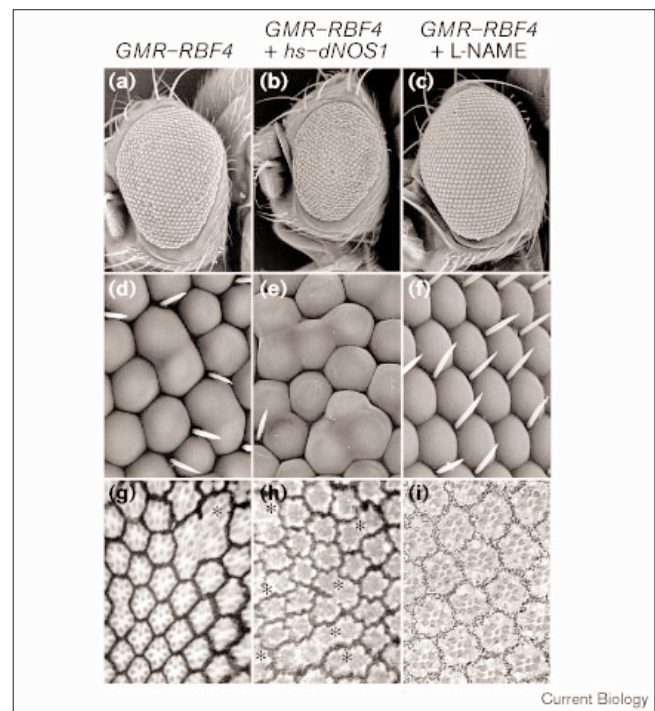 GMR–RBF4
GMR–RBF4
+ hs–dNOS1
GMR–RBF4
+ L-NAME
(a)
(b)
(c)
(d)
(e)
(f)
(g)
*
(h)
*
*
*
*
*
*
*
(i)
Current Biology